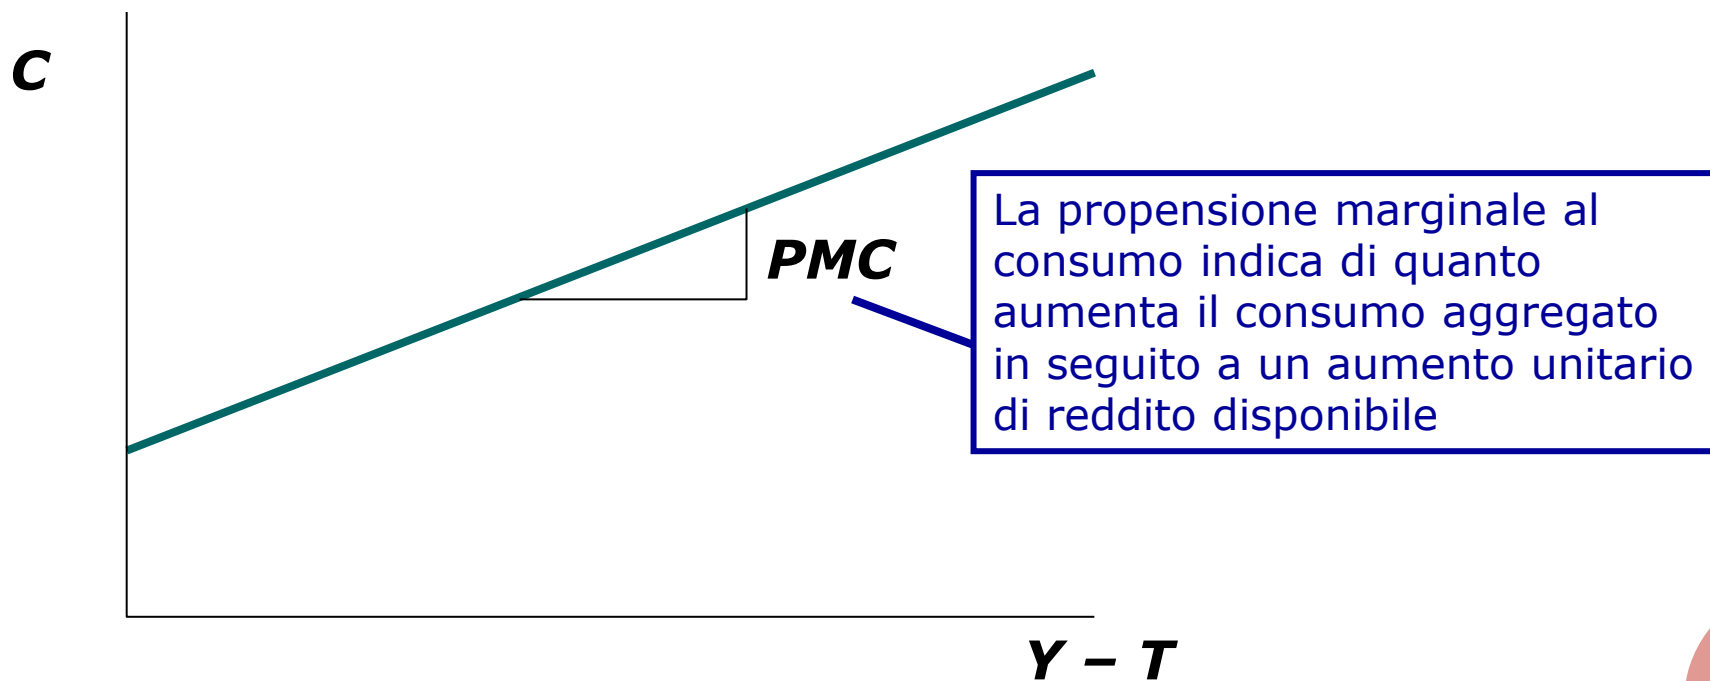 C
PMC
La propensione marginale al
consumo indica di quanto
aumenta il consumo aggregato
in seguito a un aumento unitario
di reddito disponibile
Y – T